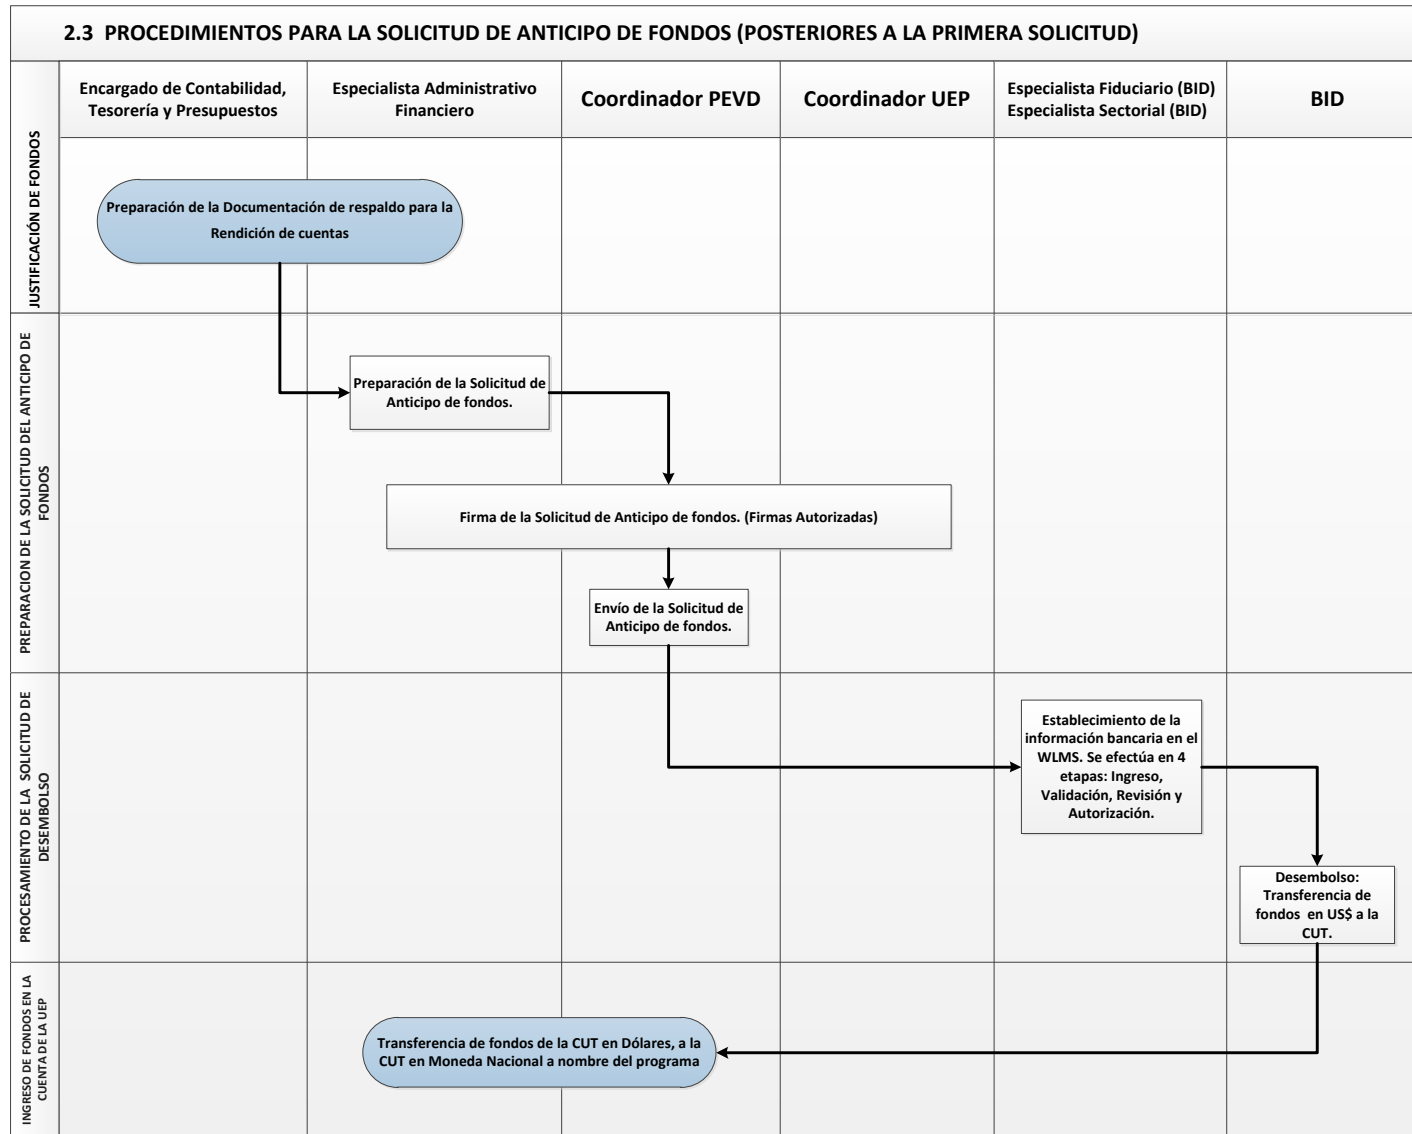 2.3 PROCEDIMIENTOS PARA LA SOLICITUD DE ANTICIPO DE FONDOS (POSTERIORES A LA PRIMERA SOLICITUD)
Encargado de Contabilidad,
Tesorería y Presupuestos
Especialista Administrativo
Financiero
Coordinador PEVD
Coordinador UEP
Especialista Fiduciario (BID)
Especialista Sectorial (BID)
BID
JUSTIFICACIÓN DE FONDOS
Preparación de la Documentación de respaldo para la
Rendición de cuentas
PREPARACION DE LA SOLICITUD DEL ANTICIPO DE
FONDOS
Preparación de la Solicitud de
Anticipo de fondos.
Firma de la Solicitud de Anticipo de fondos. (Firmas Autorizadas)
Envío de la Solicitud de
Anticipo de fondos.
PROCESAMIENTO DE LA SOLICITUD DE
DESEMBOLSO
Establecimiento de la
información bancaria en el
WLMS. Se efectúa en 4
etapas: Ingreso,
Validación, Revisión y
Autorización.
Desembolso:
Transferencia de
fondos en US$ a la
CUT.
INGRESO DE FONDOS EN LA
CUENTA DE LA UEP
Transferencia de fondos de la CUT en Dólares, a la
CUT en Moneda Nacional a nombre del programa